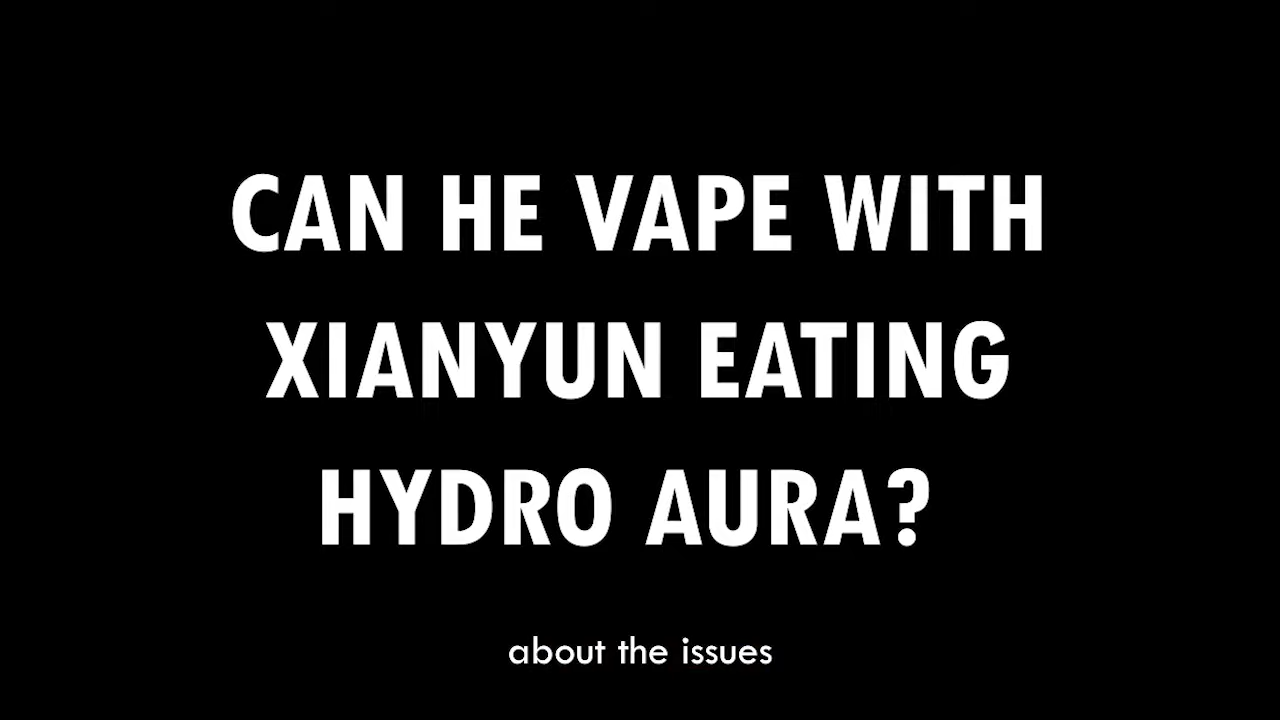 CAN HE VAPE WITH
XIANYUN EATING
HYDRO AURA?
about the issues